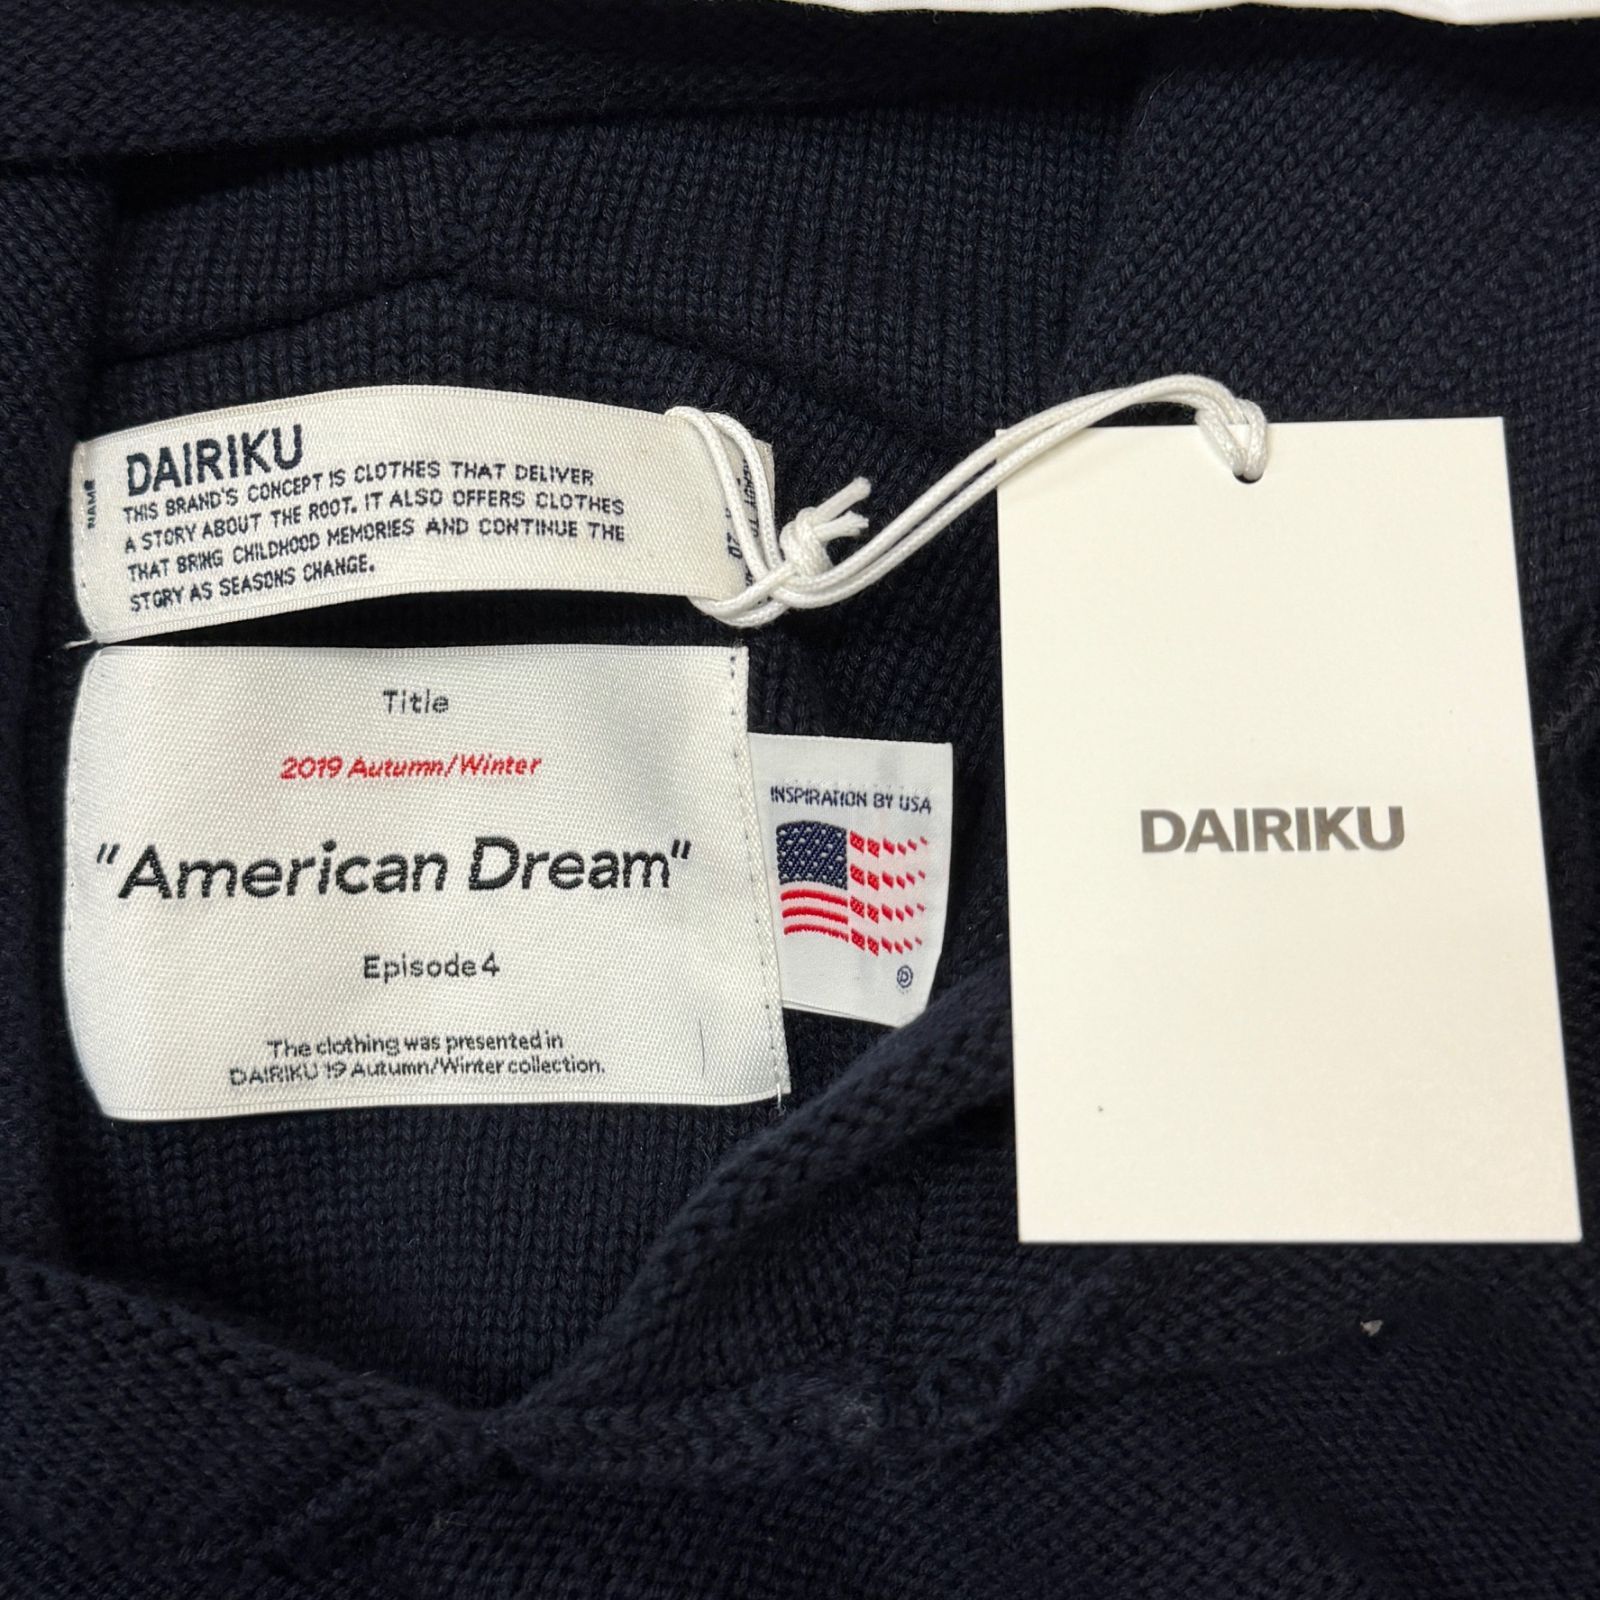 NAME
DAIRIKU
THIS BRAND'S CONCEPT IS CLOTHES THAT DELIVER
A STORY ABOUT THE ROOT. IT ALSO OFFERS CLOTHES
THAT BRING CHILDHOOD MEMORIES AND CONTINUE THE
STORY AS SEASONS CHANGE.
Title
2019 Autumn/Winter
"American Dream"
Episode 4
The clothing was presented in
DAIRIKU 19 Autumn/Winter collection.
INSPIRATION BY USA
DAIRIKU